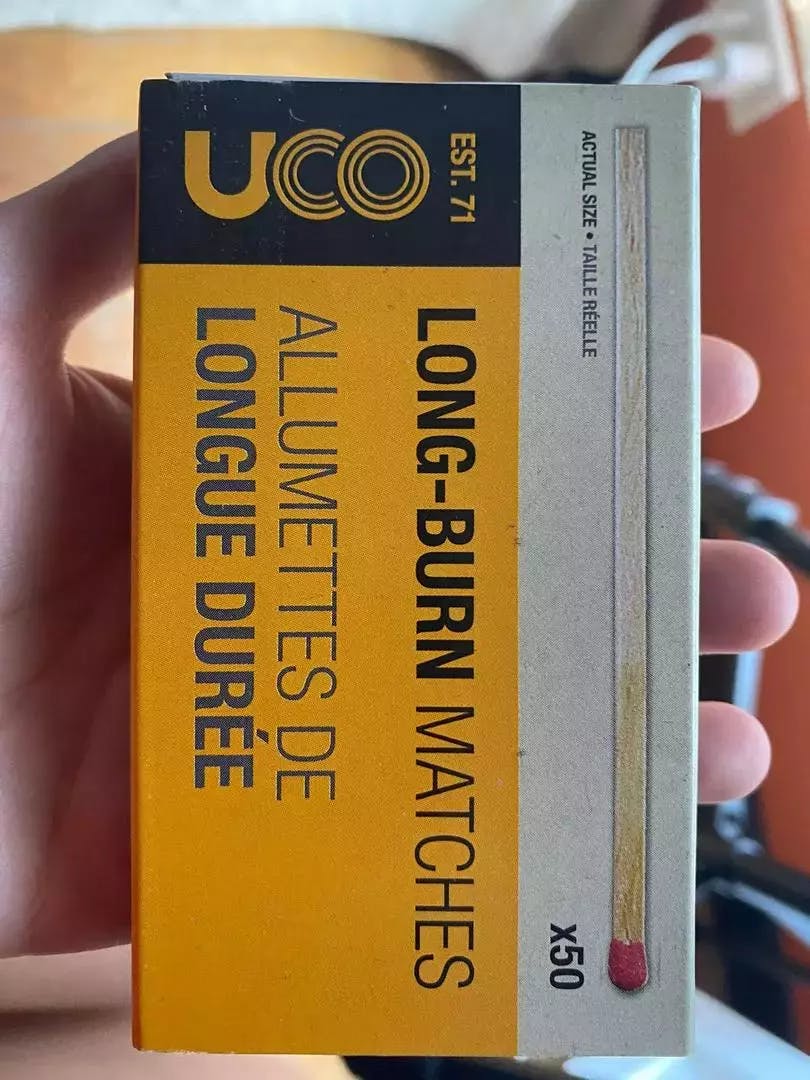 ACTUAL SIZE • TAILLE RÉELLE
x50
EST. 71
UCO
LONG-BURN MATCHES
ALLUMETTES DE
LONGUE DURÉE